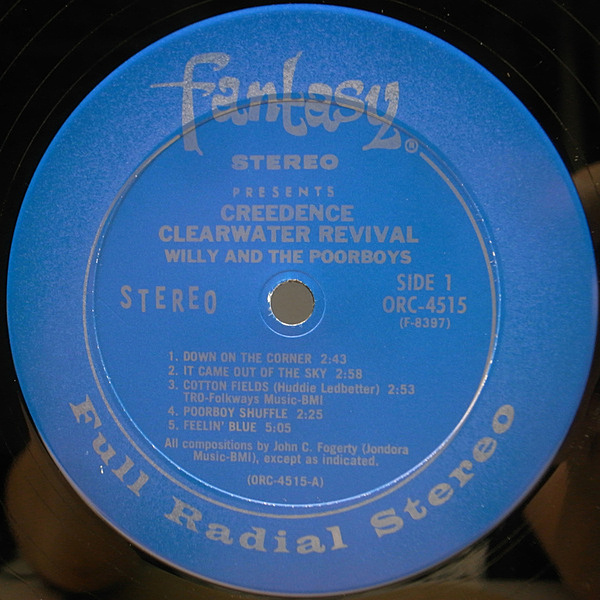 fantasy®
STEREO
PRESENTS
CREEDENCE
CLEARWATER REVIVAL
WILLY AND THE POORBOYS
STEREO
SIDE 1
ORC-4515
(F-8397)
1. DOWN ON THE CORNER 2:43
2. IT CAME OUT OF THE SKY 2:58
3. COTTON FIELDS (Huddie Ledbetter) 2:53
TRO-Folkways Music-BMI
4. POORBOY SHUFFLE 2:25
5. FEELIN' BLUE 5:05
All compositions by John C. Fogerty (Jondora
Music-BMI), except as indicated.
(ORC-4515-A)
Full Radial Stereo